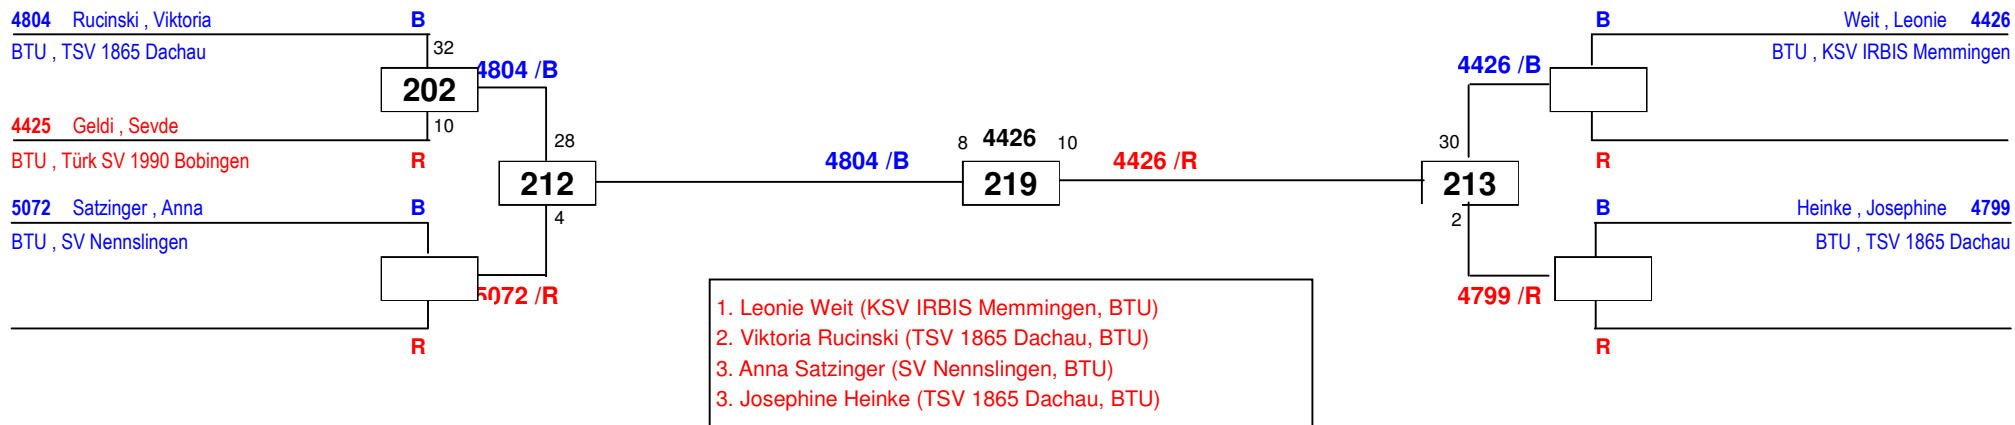 4804 Rucinski , Viktoria B
BTU , TSV 1865 Dachau
32
202
4804 /B
4425 Geldi , Sevde
10
BTU , Türk SV 1990 Bobingen R
28
212
4
5072 Satzinger , Anna B
BTU , SV Nennslingen
5072 /R
R
4804 /B
8 4426 10
219
4426 /R
B Weit , Leonie 4426
BTU , KSV IRBIS Memmingen
4426 /B
30
R
213
2
B Heinke , Josephine 4799
BTU , TSV 1865 Dachau
4799 /R
R
1. Leonie Weit (KSV IRBIS Memmingen, BTU)
2. Viktoria Rucinski (TSV 1865 Dachau, BTU)
3. Anna Satzinger (SV Nennslingen, BTU)
3. Josephine Heinke (TSV 1865 Dachau, BTU)